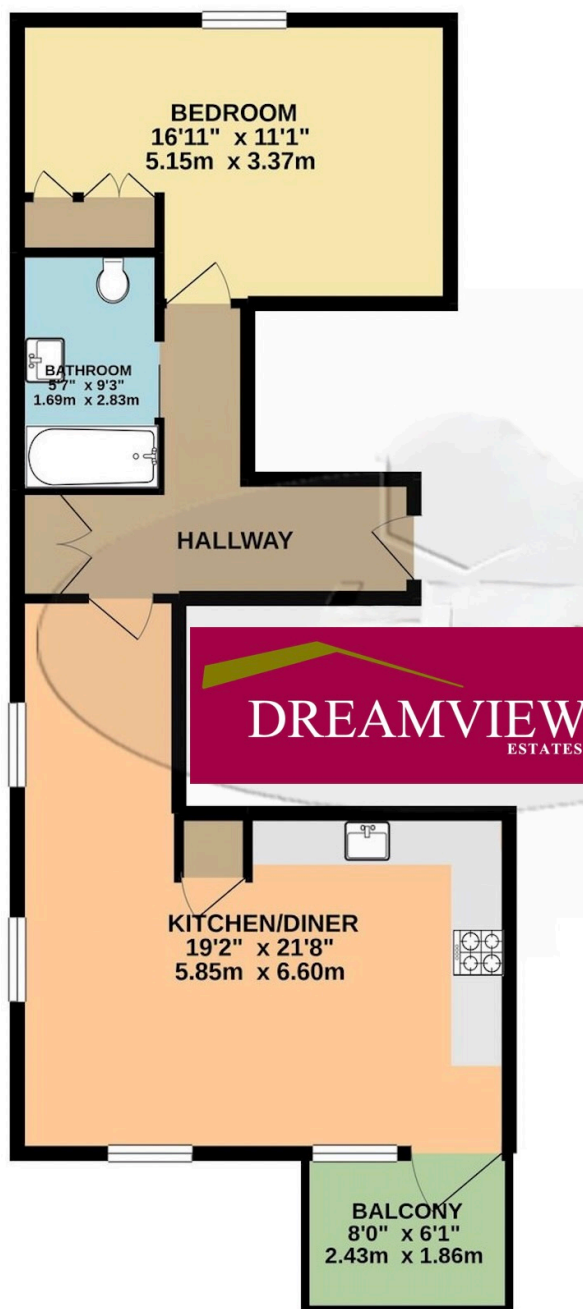 BEDROOM
16'11" x 11'1"
5.15m x 3.37m
BATHROOM
5'7" x 9'3"
1.69m x 2.83m
HALLWAY
DREAMVIEW
ESTATES
KITCHEN/DINER
19'2" x 21'8"
5.85m x 6.60m
BALCONY
8'0" x 6'1"
2.43m x 1.86m